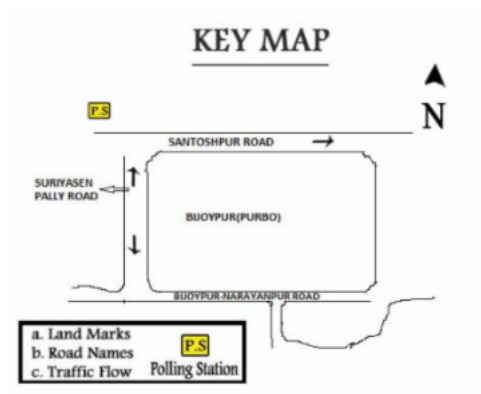 KEY MAP
P.S
N
SANTOSHPUR ROAD
SURIYASEN
PALLY ROAD
BIJOYPUR(PURBO)
BIJOYPUR-NARAYANPUR ROAD
a. Land Marks
b. Road Names
c. Traffic Flow
P.S
Polling Station